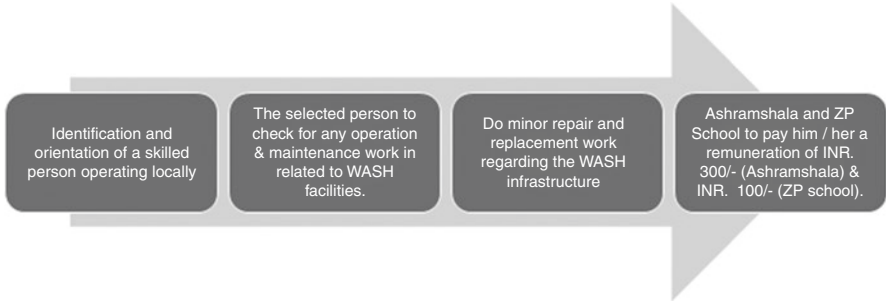 Identification and
orientation of a skilled
person operating locally
The selected person to
check for any operation
& maintenance work in
related to WASH
facilities.
Do minor repair and
replacement work
regarding the WASH
infrastructure
Ashramshala and ZP
School to pay him / her a
remuneration of INR.
300/- (Ashramshala) &
INR. 100/- (ZP school).